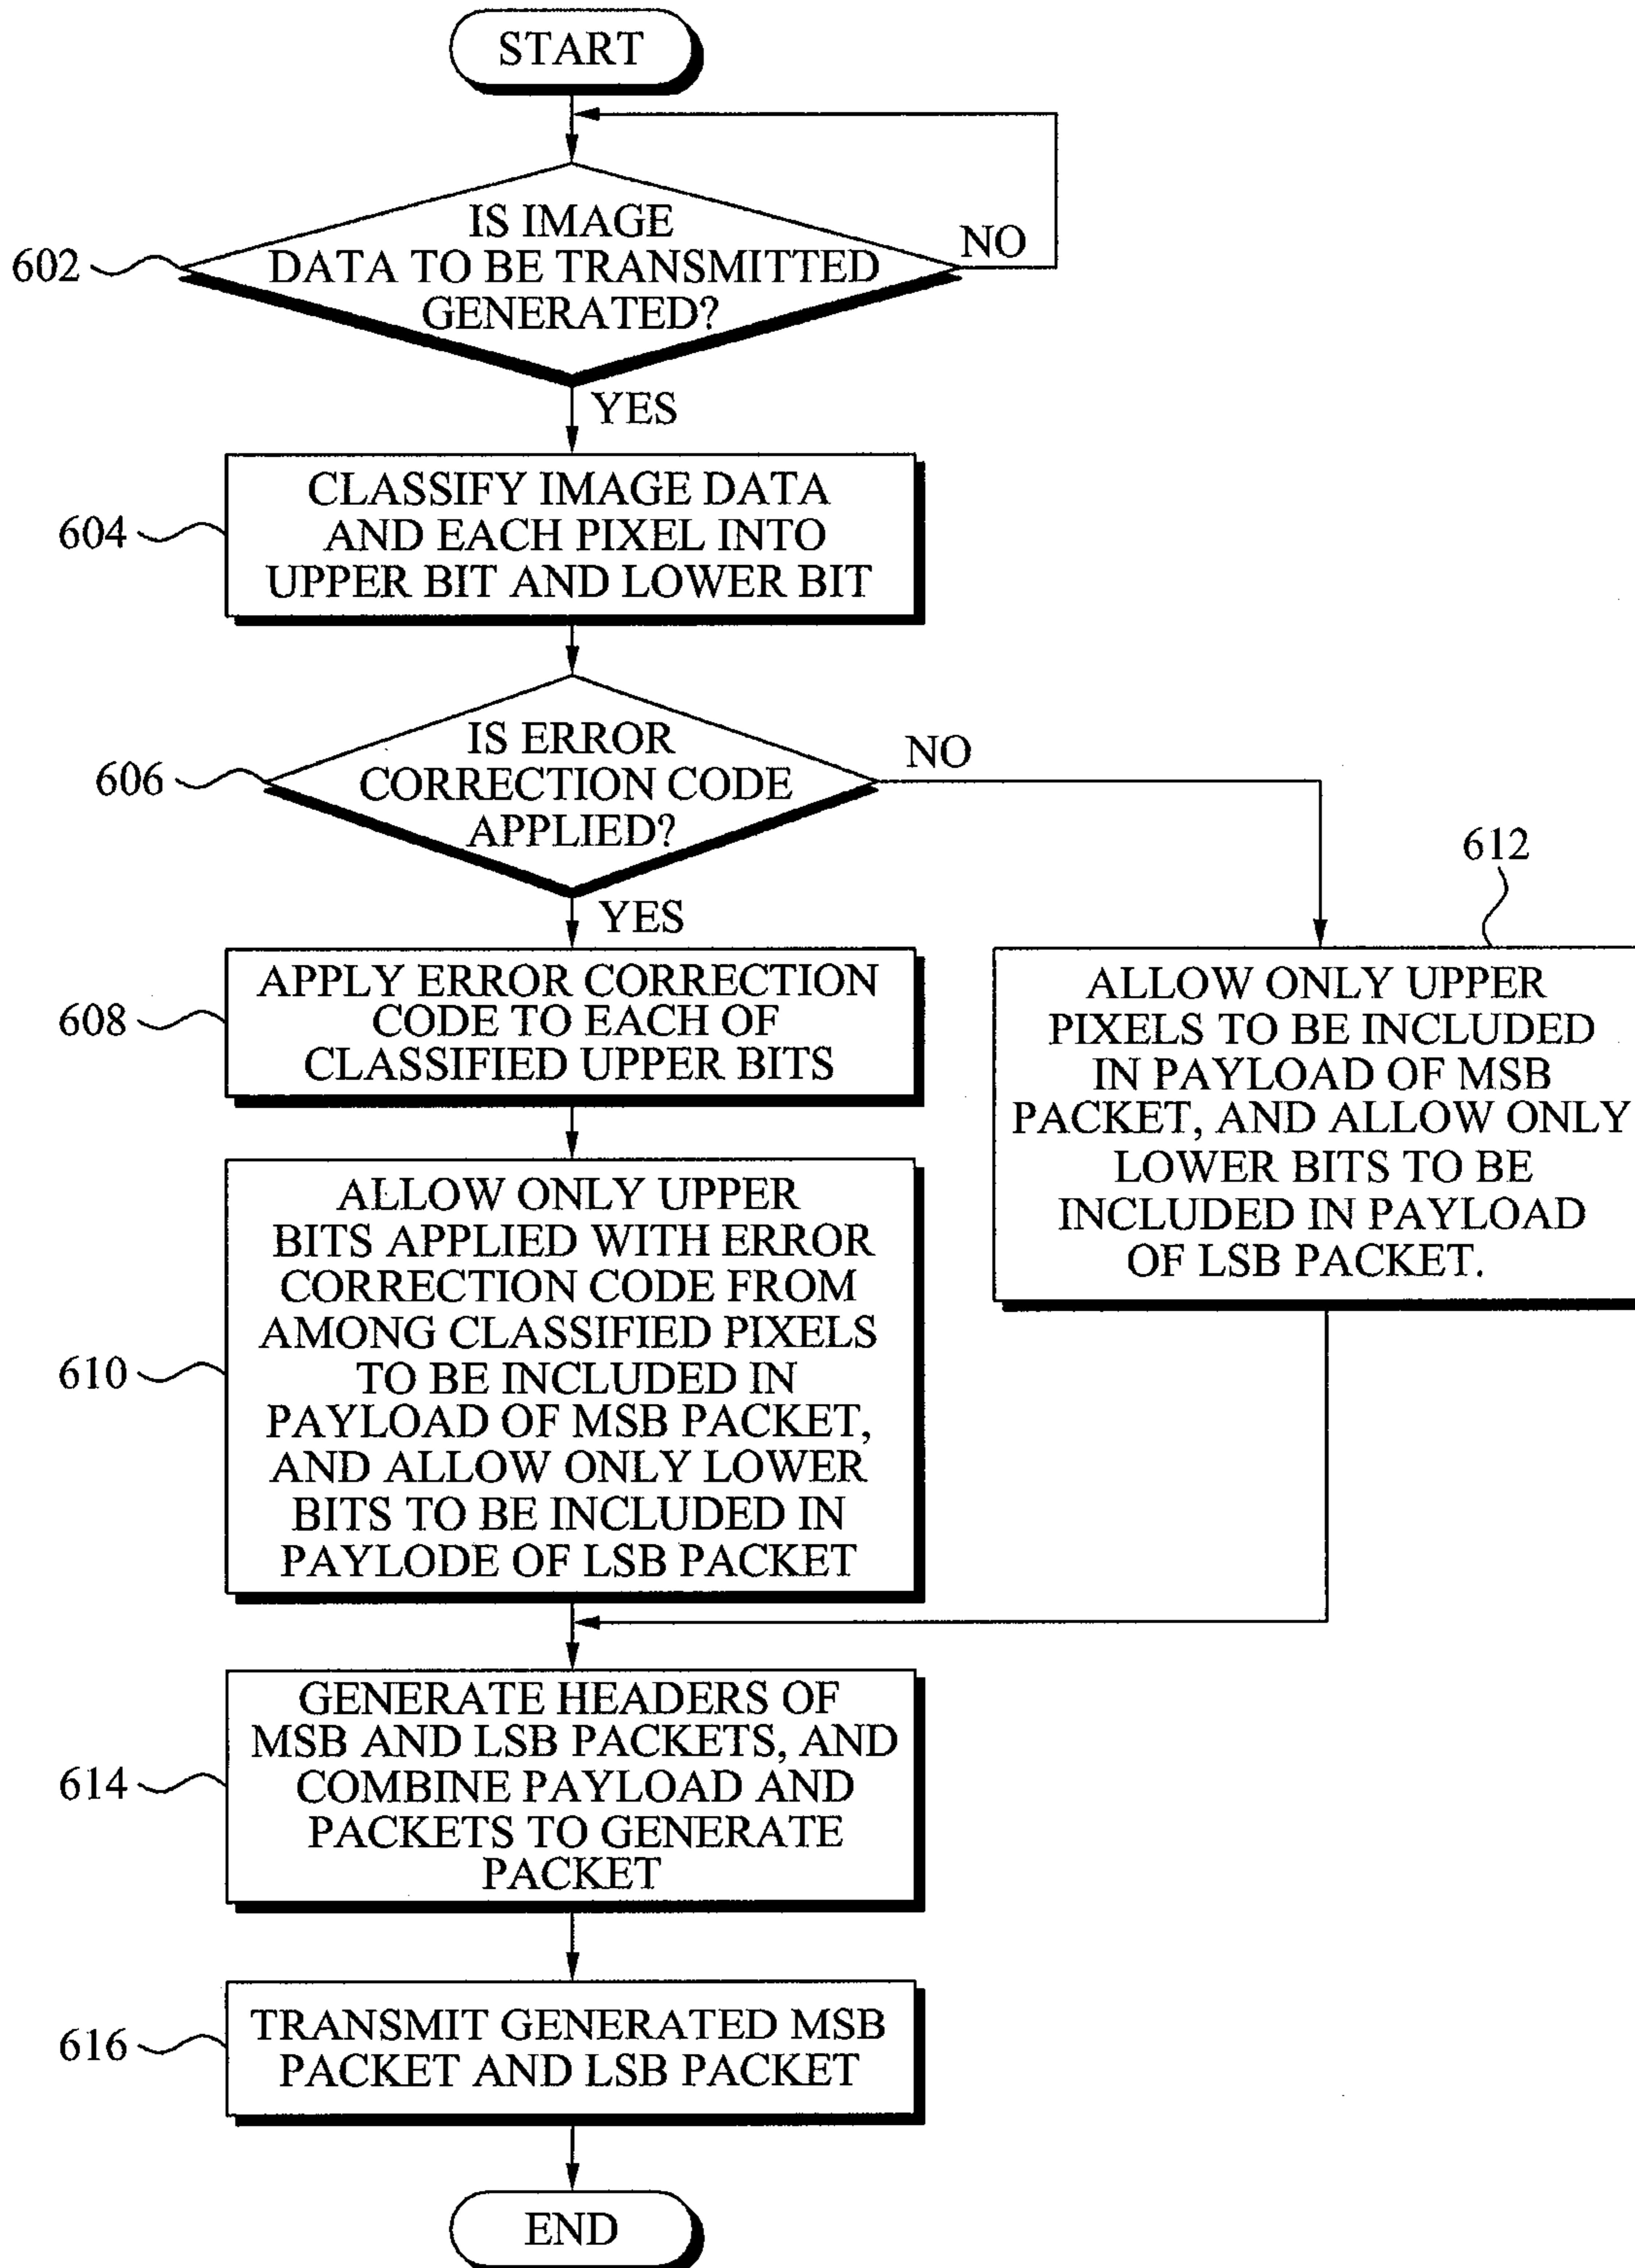 START
IS IMAGE
DATA TO BE TRANSMITTED
GENERATED?
NO
602
YES
CLASSIFY IMAGE DATA
AND EACH PIXEL INTO
UPPER BIT AND LOWER BIT
604
IS ERROR
CORRECTION CODE
APPLIED?
NO
606
YES
612
APPLY ERROR CORRECTION
CODE TO EACH OF
CLASSIFIED UPPER BITS
608
ALLOW ONLY UPPER
PIXELS TO BE INCLUDED
IN PAYLOAD OF MSB
PACKET, AND ALLOW ONLY
LOWER BITS TO BE
INCLUDED IN PAYLOAD
OF LSB PACKET.
ALLOW ONLY UPPER
BITS APPLIED WITH ERROR
CORRECTION CODE FROM
AMONG CLASSIFIED PIXELS
TO BE INCLUDED IN
PAYLOAD OF MSB PACKET,
AND ALLOW ONLY LOWER
BITS TO BE INCLUDED IN
PAYLODE OF LSB PACKET
610
GENERATE HEADERS OF
MSB AND LSB PACKETS, AND
COMBINE PAYLOAD AND
PACKETS TO GENERATE
PACKET
614
TRANSMIT GENERATED MSB
PACKET AND LSB PACKET
616
END